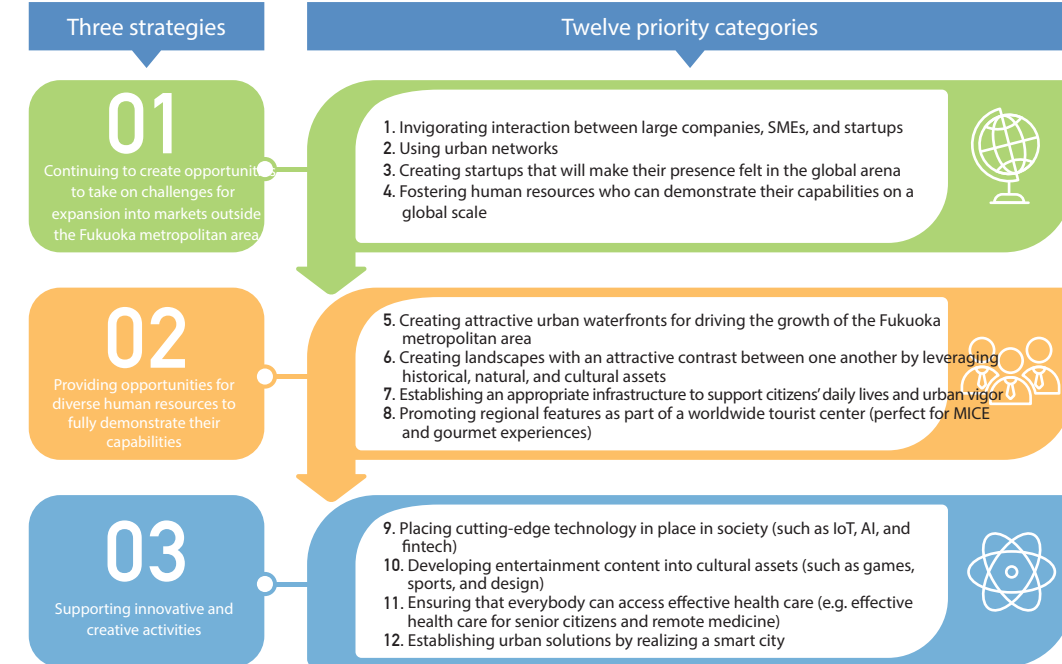 Three strategies
Twelve priority categories
01
Continuing to create opportunities
to take on challenges for
expansion into markets outside
the Fukuoka metropolitan area
1. Invigorating interaction between large companies, SMEs, and startups
2. Using urban networks
3. Creating startups that will make their presence felt in the global arena
4. Fostering human resources who can demonstrate their capabilities on a
global scale
02
Providing opportunities for
diverse human resources to
fully demonstrate their
capabilities
5. Creating attractive urban waterfronts for driving the growth of the Fukuoka
metropolitan area
6. Creating landscapes with an attractive contrast between one another by leveraging
historical, natural, and cultural assets
7. Establishing an appropriate infrastructure to support citizens’ daily lives and urban vigor
8. Promoting regional features as part of a worldwide tourist center (perfect for MICE
and gourmet experiences)
03
Supporting innovative and
creative activities
9. Placing cutting-edge technology in place in society (such as IoT, AI, and
fintech)
10. Developing entertainment content into cultural assets (such as games,
sports, and design)
11. Ensuring that everybody can access effective health care (e.g. effective
health care for senior citizens and remote medicine)
12. Establishing urban solutions by realizing a smart city